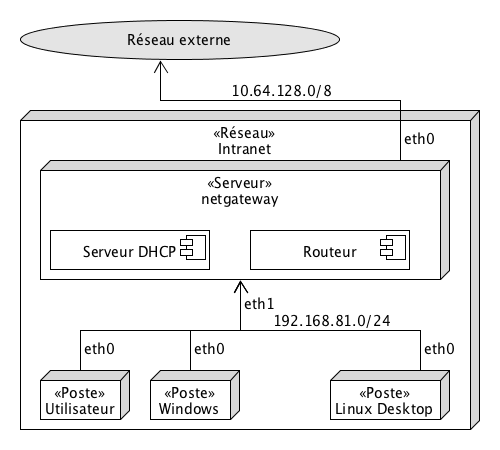 Réseau externe
10.64.128.0/8
«Réseau»
Intranet
eth0
«Serveur»
netgateway
Serveur DHCP
Routeur
eth1
192.168.81.0/24
eth0
eth0
eth0
«Poste»
Utilisateur
«Poste»
Windows
«Poste»
Linux Desktop